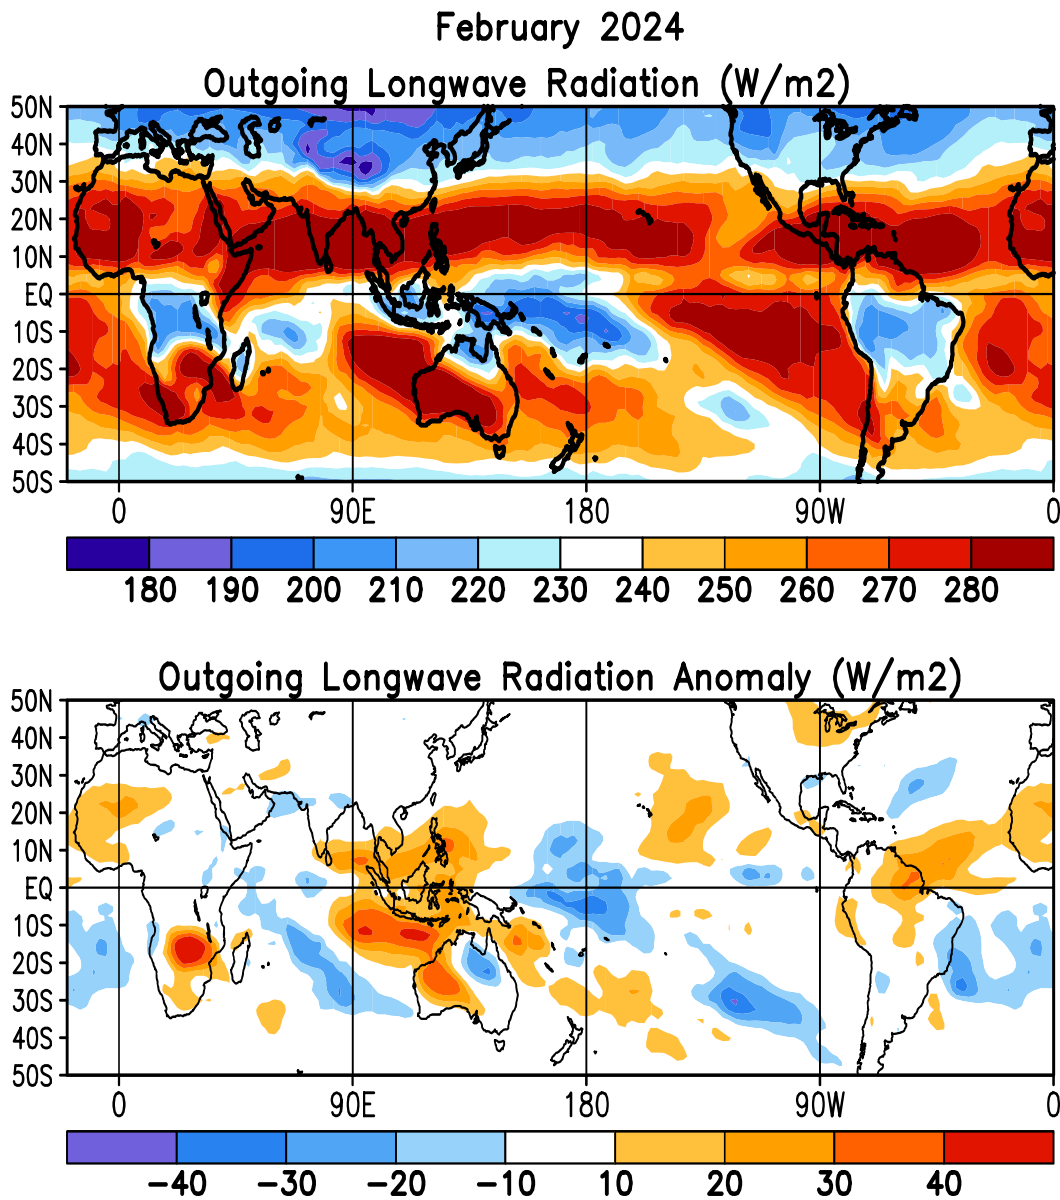 February 2024
Outgoing Longwave Radiation (W/m2)
50N
40N
30N
20N
10N
EQ
10S
20S
30S
40S
50S
0 90E 180 90W 0
180 190 200 210 220 230 240 250 260 270 280
Outgoing Longwave Radiation Anomaly (W/m2)
50N
40N
30N
20N
10N
EQ
10S
20S
30S
40S
50S
0 90E 180 90W 0
−40 −30 −20 −10 10 20 30 40